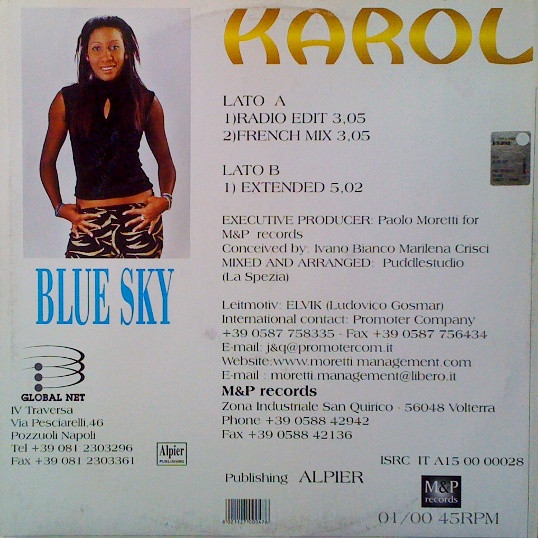 KAROL
LATO A
1)RADIO EDIT 3,05
2)FRENCH MIX 3,05
LATO B
1) EXTENDED 5,02
EXECUTIVE PRODUCER: Paolo Moretti for
M&P records
Conceived by: Ivano Bianco Marilena Crisci
MIXED AND ARRANGED: Puddlestudio
(La Spezia)
BLUE SKY
Leitmotiv: ELVIK (Ludovico Gosmar)
International contact: Promoter Company
+39 0587 758335 - Fax +39 0587 756434
E-mail: j&q@promotercom.it
Website:www.moretti management.com
E-mail : moretti.management@libero.it
M&P records
Zona Industriale San Quirico - 56048 Volterra
Phone +39 0588 42942
Fax +39 0588 42136
GLOBAL NET
IV Traversa
Via Pesciarelli,46
Pozzuoli Napoli
Tel +39 081 2303296
Fax +39 081 2303361
Alpier
PUBLISHING
ISRC IT A15 00 00028
Publishing ALPIER
M&P
records
01/00 45RPM